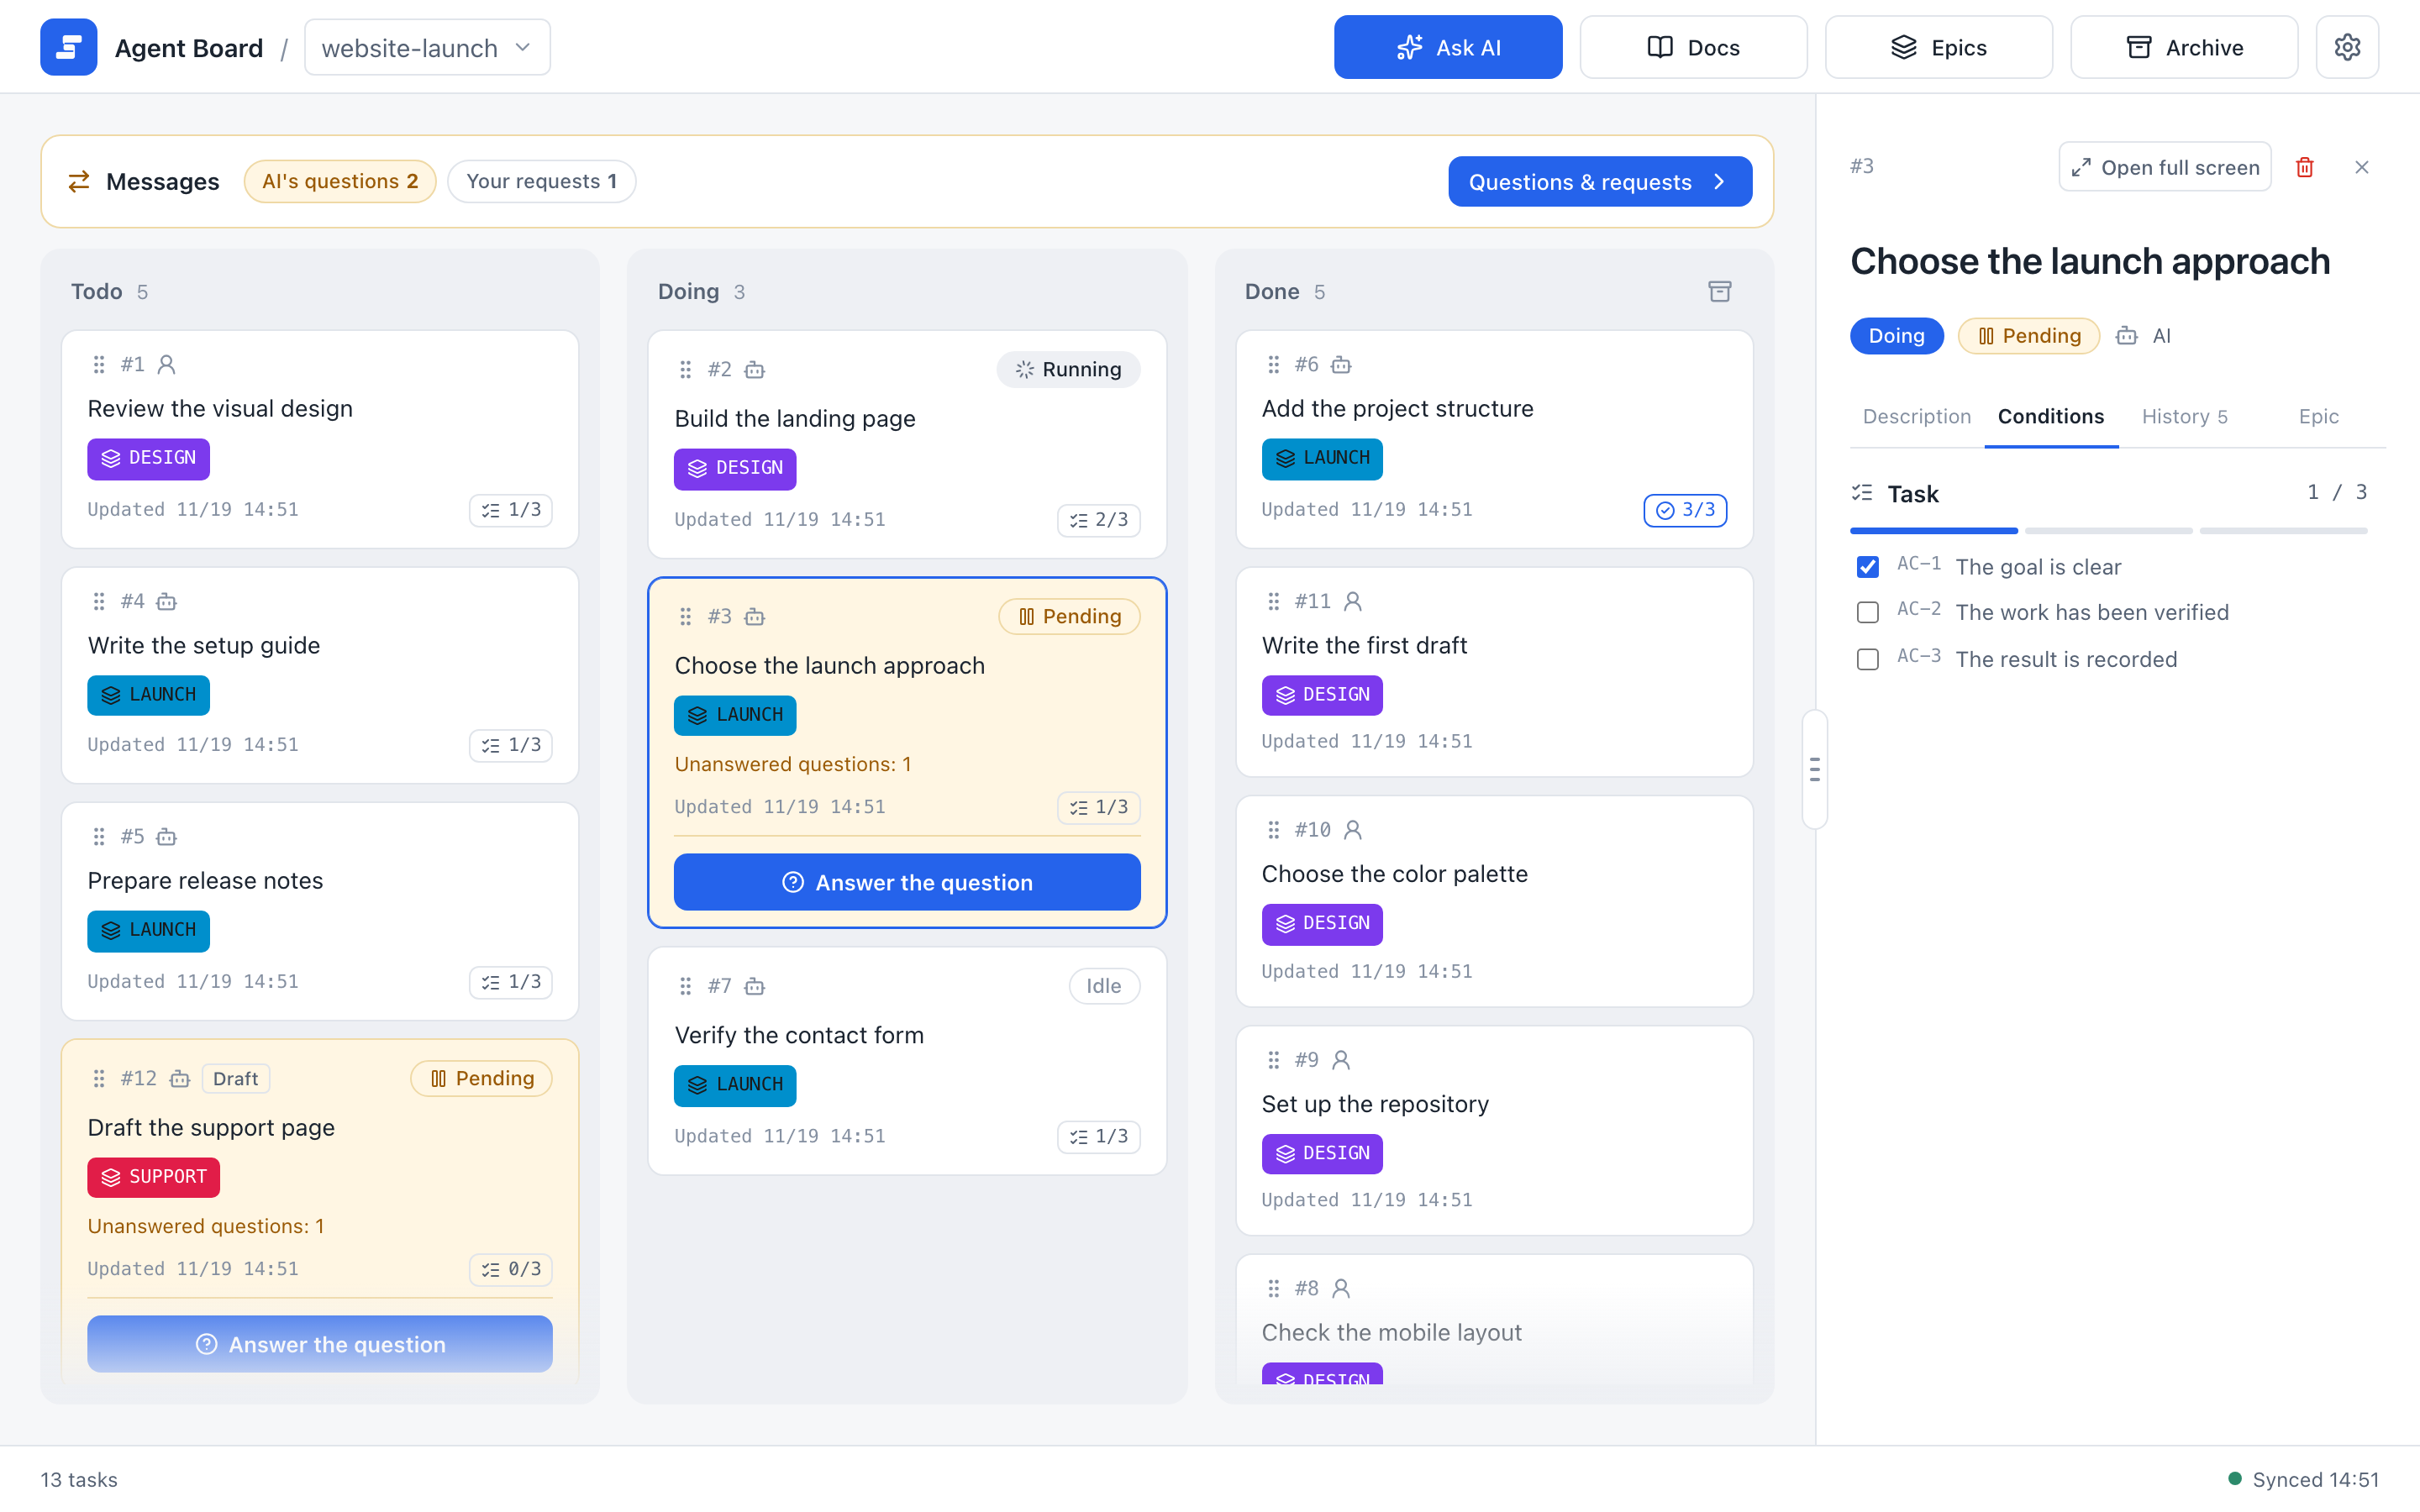 Agent Board / website-launch
Ask AI
Docs
Epics
Archive
Messages
AI's questions 2
Your requests 1
Questions & requests
Todo 5
#1
Review the visual design
DESIGN
Updated 11/19 14:51
1/3
#4
Write the setup guide
LAUNCH
Updated 11/19 14:51
1/3
#5
Prepare release notes
LAUNCH
Updated 11/19 14:51
1/3
#12 Draft Pending
Draft the support page
SUPPORT
Unanswered questions: 1
Updated 11/19 14:51
0/3
Answer the question
Doing 3
#2 Running
Build the landing page
DESIGN
Updated 11/19 14:51
2/3
#3 Pending
Choose the launch approach
LAUNCH
Unanswered questions: 1
Updated 11/19 14:51
1/3
Answer the question
#7 Idle
Verify the contact form
LAUNCH
Updated 11/19 14:51
1/3
Done 5
#6
Add the project structure
LAUNCH
Updated 11/19 14:51
3/3
#11
Write the first draft
DESIGN
Updated 11/19 14:51
#10
Choose the color palette
DESIGN
Updated 11/19 14:51
#9
Set up the repository
DESIGN
Updated 11/19 14:51
#8
Check the mobile layout
DESIGN
#3
Open full screen
Choose the launch approach
Doing Pending AI
Description Conditions History 5 Epic
Task 1 / 3
AC-1 The goal is clear
AC-2 The work has been verified
AC-3 The result is recorded
13 tasks
Synced 14:51